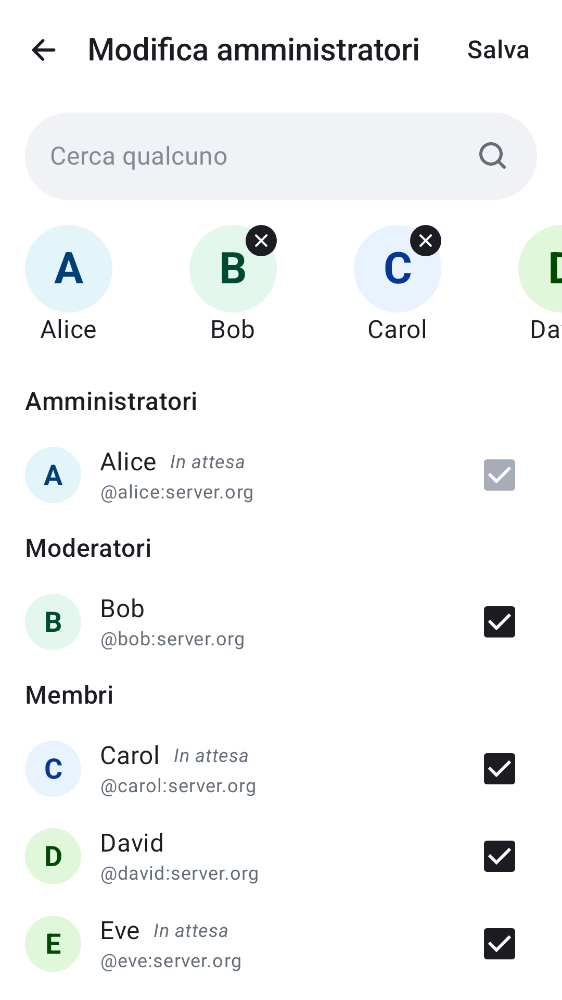 Modifica amministratori
Salva
Cerca qualcuno
A
B
C
D
Alice
Bob
Carol
Da
Amministratori
A
Alice In attesa
@alice:server.org
Moderatori
B
Bob
@bob:server.org
Membri
C
Carol In attesa
@carol:server.org
D
David
@david:server.org
E
Eve In attesa
@eve:server.org